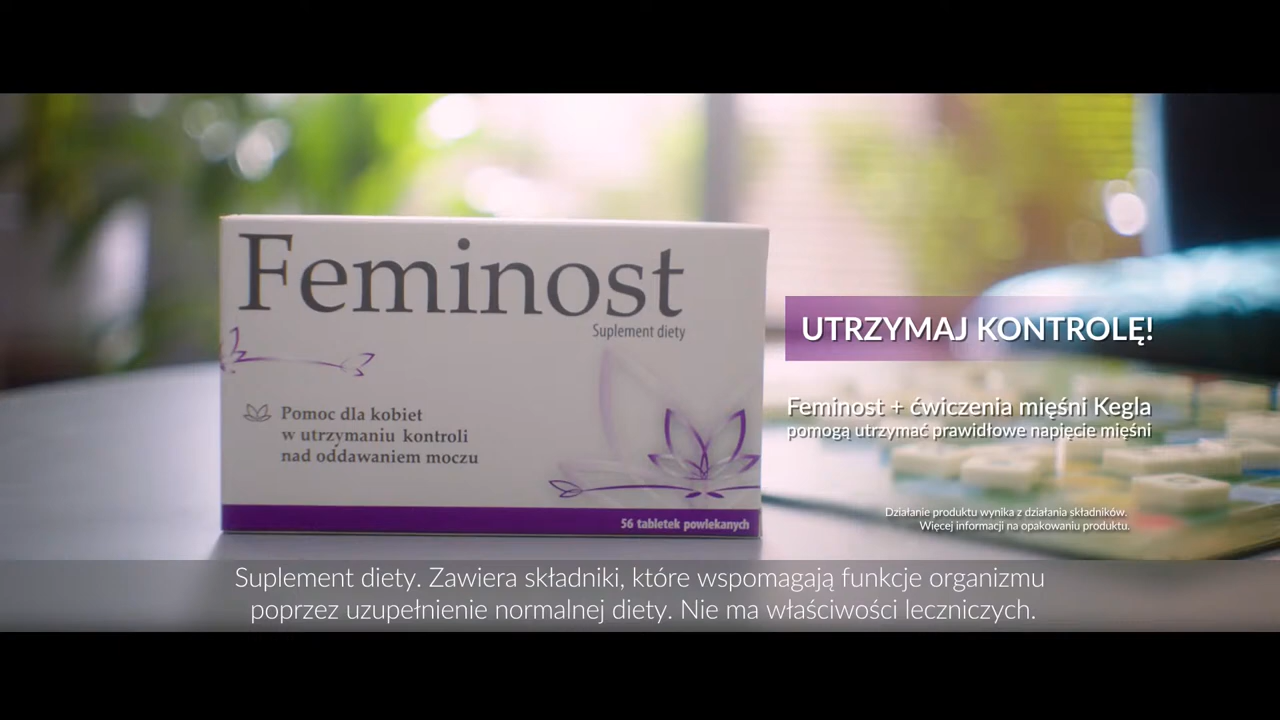 Feminost
Suplement diety
Pomoc dla kobiet
w utrzymaniu kontroli
nad oddawaniem moczu
56 tabletek powlekanych
UTRZYMAJ KONTROLĘ!
Feminost + ćwiczenia mięśni Kegla
pomogą utrzymać prawidłowe napięcie mięśni
Działanie produktu wynika z działania składników.
Więcej informacji na opakowaniu produktu.
Suplement diety. Zawiera składniki, które wspomagają funkcje organizmu
poprzez uzupełnienie normalnej diety. Nie ma właściwości leczniczych.